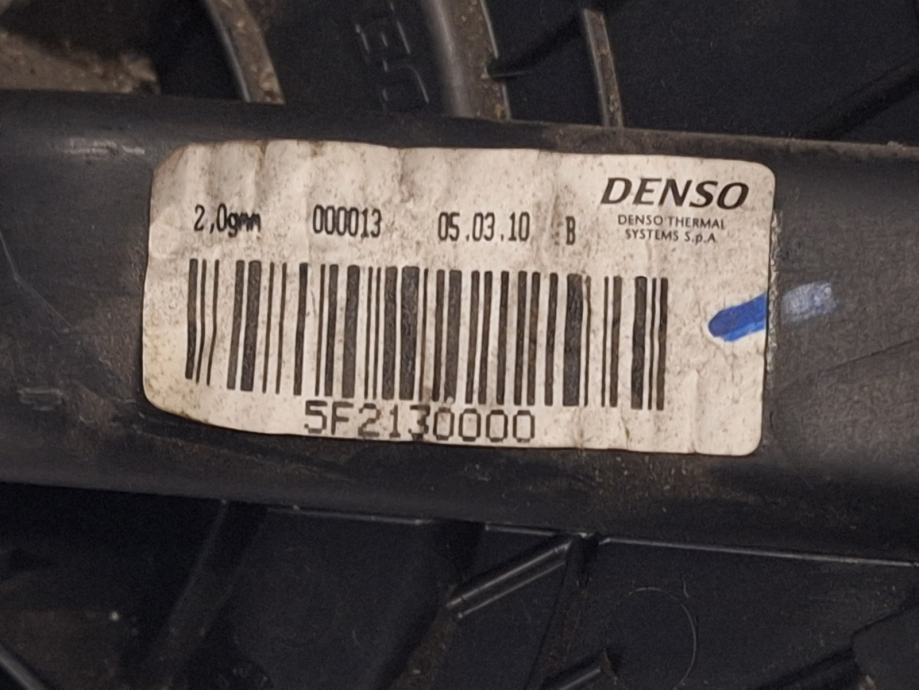 2,0gmm 000013 05.03.10 B
DENSO
DENSO THERMAL
SYSTEMS S.p.A
5F2130000